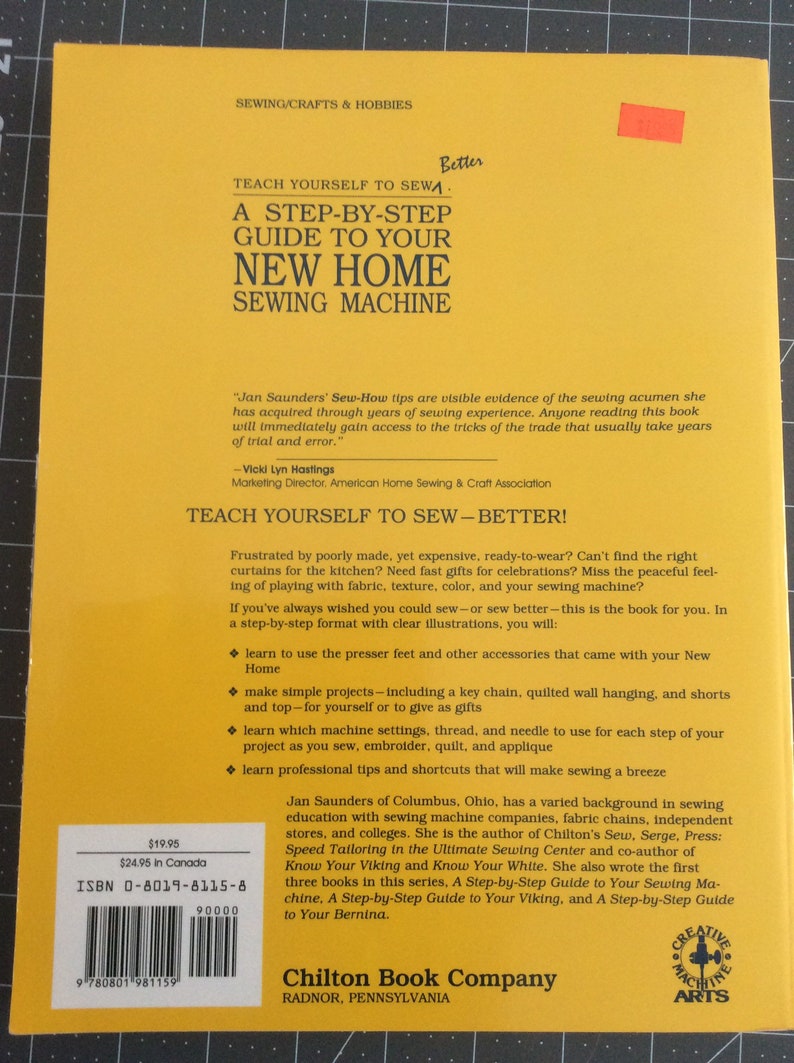 SEWING/CRAFTS & HOBBIES
Better
TEACH YOURSELF TO SEW^.
A STEP-BY-STEP
GUIDE TO YOUR
NEW HOME
SEWING MACHINE
"Jan Saunders' Sew-How tips are visible evidence of the sewing acumen she
has acquired through years of sewing experience. Anyone reading this book
will immediately gain access to the tricks of the trade that usually take years
of trial and error."
—Vicki Lyn Hastings
Marketing Director, American Home Sewing & Craft Association
TEACH YOURSELF TO SEW—BETTER!
Frustrated by poorly made, yet expensive, ready-to-wear? Can't find the right
curtains for the kitchen? Need fast gifts for celebrations? Miss the peaceful feel-
ing of playing with fabric, texture, color, and your sewing machine?
If you've always wished you could sew—or sew better—this is the book for you. In
a step-by-step format with clear illustrations, you will:
❖ learn to use the presser feet and other accessories that came with your New
Home
❖ make simple projects—including a key chain, quilted wall hanging, and shorts
and top—for yourself or to give as gifts
❖ learn which machine settings, thread, and needle to use for each step of your
project as you sew, embroider, quilt, and applique
❖ learn professional tips and shortcuts that will make sewing a breeze
Jan Saunders of Columbus, Ohio, has a varied background in sewing
education with sewing machine companies, fabric chains, independent
stores, and colleges. She is the author of Chilton's Sew, Serge, Press:
Speed Tailoring in the Ultimate Sewing Center and co-author of
Know Your Viking and Know Your White. She also wrote the first
three books in this series, A Step-by-Step Guide to Your Sewing Ma-
chine, A Step-by-Step Guide to Your Viking, and A Step-by-Step Guide
to Your Bernina.
$19.95
$24.95 in Canada
ISBN 0-8019-8115-8
90000
9 780801 981159
Chilton Book Company
RADNOR, PENNSYLVANIA
CREATIVE
MACHINE
ARTS